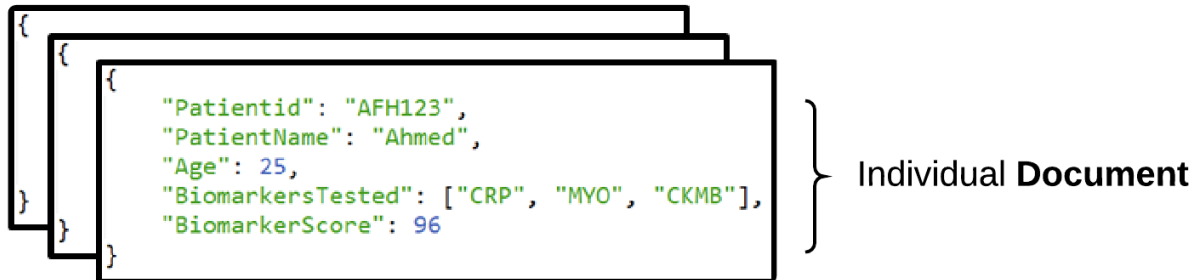 {
{
{
"Patientid": "AFH123",
"PatientName": "Ahmed",
"Age": 25,
"BiomarkersTested": ["CRP", "MYO", "CKMB"],
"BiomarkerScore": 96
}
}
}
Individual Document